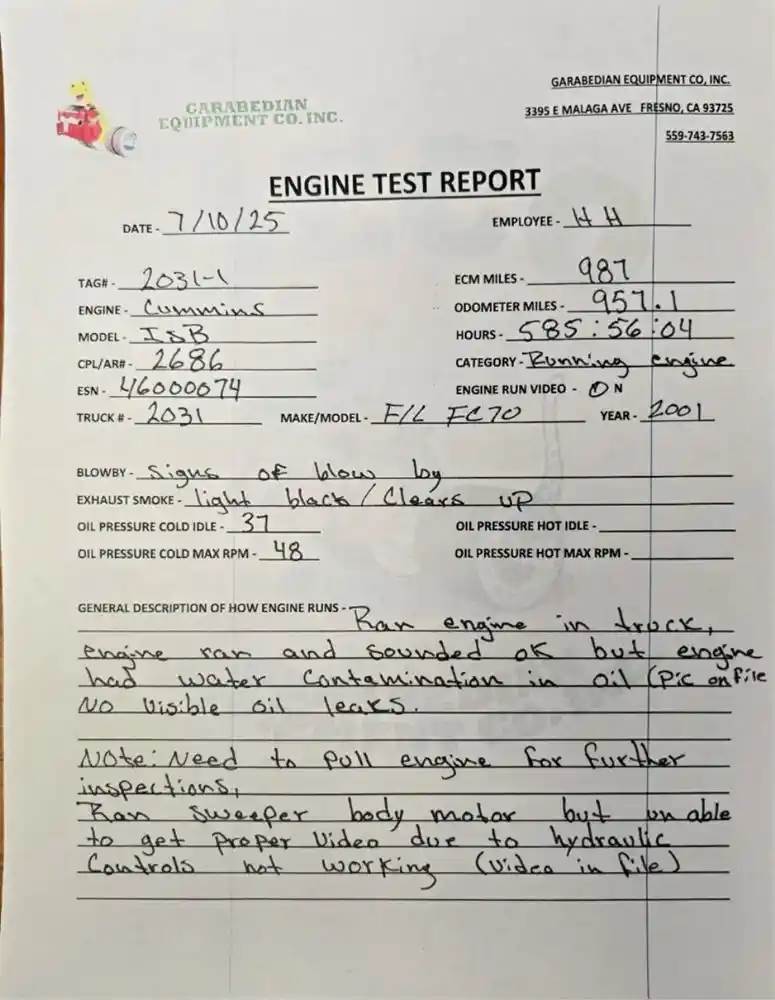 GARABEDIAN EQUIPMENT CO, INC.
GARABEDIAN
EQUIPMENT CO. INC.
3395 E MALAGA AVE FRESNO, CA 93725
559-743-7563
ENGINE TEST REPORT
DATE - 7/10/25 EMPLOYEE - H H
TAG# - 2031-1 ECM MILES - 987
ENGINE - Cummins ODOMETER MILES - 957.1
MODEL - ISB HOURS - 585:56:04
CPL/AR# - 2686 CATEGORY - Running engine
ESN - 46000074 ENGINE RUN VIDEO - Y N
TRUCK # - 2031 MAKE/MODEL - F/L FC70 YEAR - 2001
BLOWBY - Signs of blow by
EXHAUST SMOKE - light black/Clears up
OIL PRESSURE COLD IDLE - 37 OIL PRESSURE HOT IDLE -
OIL PRESSURE COLD MAX RPM - 48 OIL PRESSURE HOT MAX RPM -
GENERAL DESCRIPTION OF HOW ENGINE RUNS - Ran engine in truck,
engine ran and sounded ok but engine
had water contamination in oil (Pic on file
No visible oil leaks.
Note: Need to pull engine for further
inspections,
Ran sweeper body motor but unable
to get proper video due to hydraulic
Controls not working (video in file)